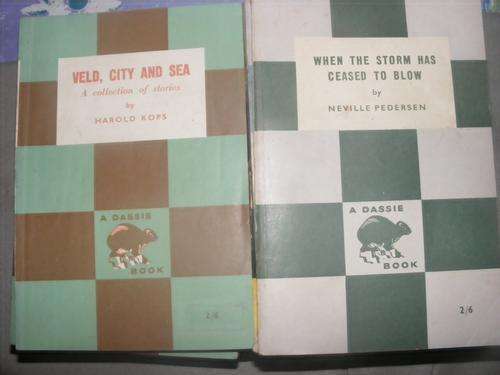 VELD, CITY AND SEA
A collection of stories
by
HAROLD KOPS
A DASSIE
BOOK
2/6
WHEN THE STORM HAS
CEASED TO BLOW
by
NEVILLE PEDERSEN
A DASSIE
BOOK
2/6